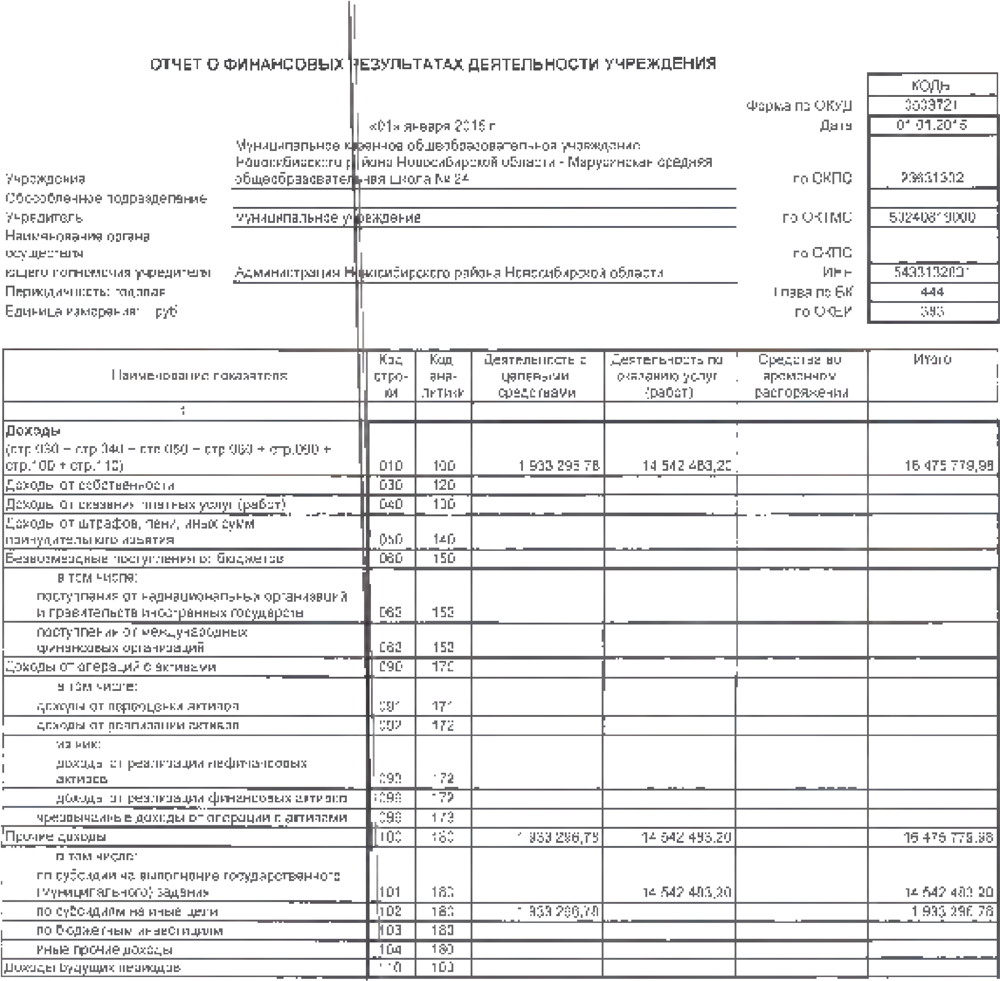 ОТЧЕТ О ФИНАНСОВЫХ РЕЗУЛЬТАТАХ ДЕЯТЕЛЬНОСТИ УЧРЕЖДЕНИЯ
КОДЫ
Форма по ОКУД
«01» января 2016 г
Дата 01.01.2016
Муниципальное казенное общеобразовательное учреждение
Новосибирского района Новосибирской области - Марусинская средняя
Учреждение общеобразовательная школа № 24 по ОКПО
Обособленное подразделение
Учредитель Муниципальное учреждение по ОКТМО
Наименование органа
осуществля по ОКПО
ющего полномочия учредителя Администрация Новосибирского района Новосибирской области ИНН
Периодичность: годовая Глава по БК 444
Единица измерения: руб по ОКЕИ 383
Наименование показателя
Код стро- ки
Код ана- литики
Деятельность с целевыми средствами
Деятельность по оказанию услуг (работ)
Средства во временном распоряжении
Итого
1
Доходы
(стр.030 + стр.040 + стр.050 + стр.060 + стр.090 +
стр.100 + стр.110) 010 100 1 933 296,78 14 542 483,20 16 475 779,98
Доходы от собственности 030 120
Доходы от оказания платных услуг (работ) 040 130
Доходы от штрафов, пени, иных сумм
принудительного изъятия 050 140
Безвозмездные поступления от бюджетов 060 150
в том числе:
поступления от наднациональных организаций
и правительств иностранных государств 062 152
поступления от международных
финансовых организаций 063 153
Доходы от операций с активами 090 170
в том числе:
доходы от переоценки активов 091 171
доходы от реализации активов 092 172
из них:
доходы от реализации нефинансовых
активов 093 172
доходы от реализации финансовых активов 096 172
чрезвычайные доходы от операций с активами 099 173
Прочие доходы 100 180 1 933 296,78 14 542 483,20 16 475 779,98
в том числе:
по субсидии на выполнение государственного
(муниципального) задания 101 180 14 542 483,20 14 542 483,20
по субсидиям на иные цели 102 180 1 933 296,78 1 933 296,78
по бюджетным инвестициям 103 180
иные прочие доходы 104 180
Доходы будущих периодов 110 100